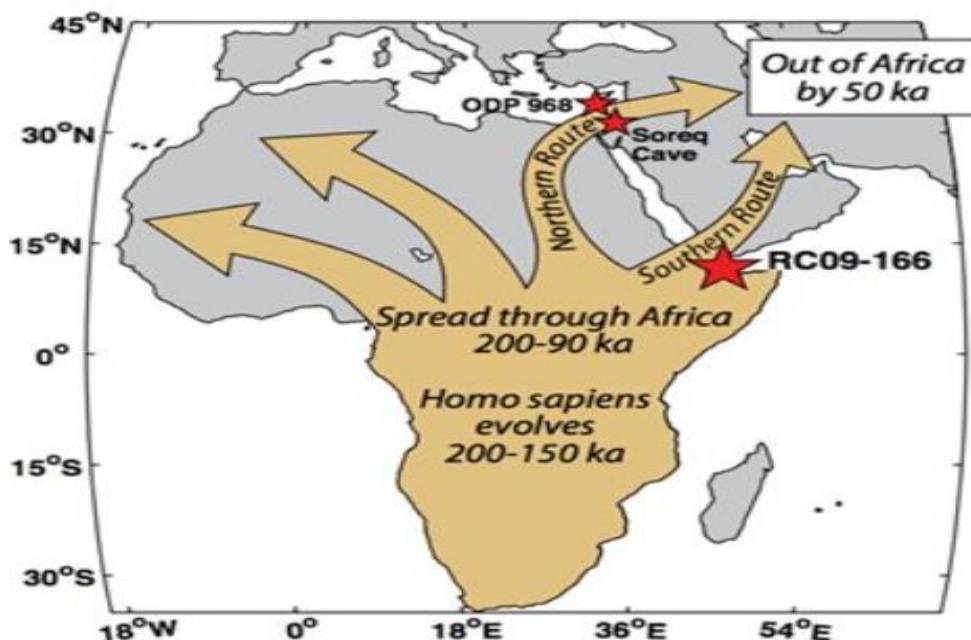 45°N
Out of Africa
by 50 ka
ODP 968
30°N
Soreq
Cave
Northern Route
Southern Route
15°N
RC09-166
Spread through Africa
200-90 ka
0°
Homo sapiens
evolves
200-150 ka
15°S
30°S
18°W 0° 18°E 36°E 54°E